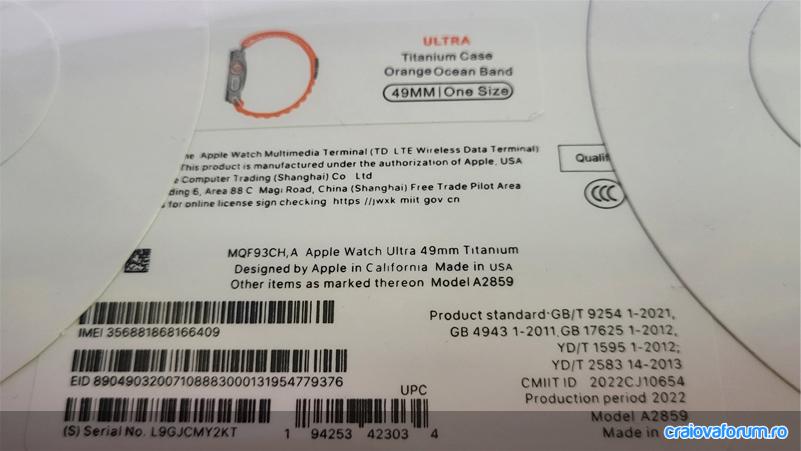 ULTRA
Titanium Case
Orange Ocean Band
49MM|One Size
ne Apple Watch Multimedia Terminal (TD LTE Wireless Data Terminal)
This product is manufactured under the authorization of Apple, USA
e Computer Trading (Shanghai) Co Ltd
ding 6, Area 88 C Magi Road, China (Shanghai) Free Trade Pilot Area
s for online license sign checking https://jwxk miit gov cn
Qualif
CCC
MQF93CH,A Apple Watch Ultra 49mm Titanium
Designed by Apple in California Made in USA
Other items as marked thereon Model A2859
IMEI 356881868166409
EID 89049032007108883000131954779376
UPC
(S) Serial No. L9GJCMY2KT
1 94253 42303 4
Product standard·GB/T 9254 1-2021,
GB 4943 1-2011,GB 17625 1-2012,
YD/T 1595 1-2012;
YD/T 2583 14-2013
CMIIT ID 2022CJ10654
Production period 2022
Model A2859
Made in
craiovaforum.ro